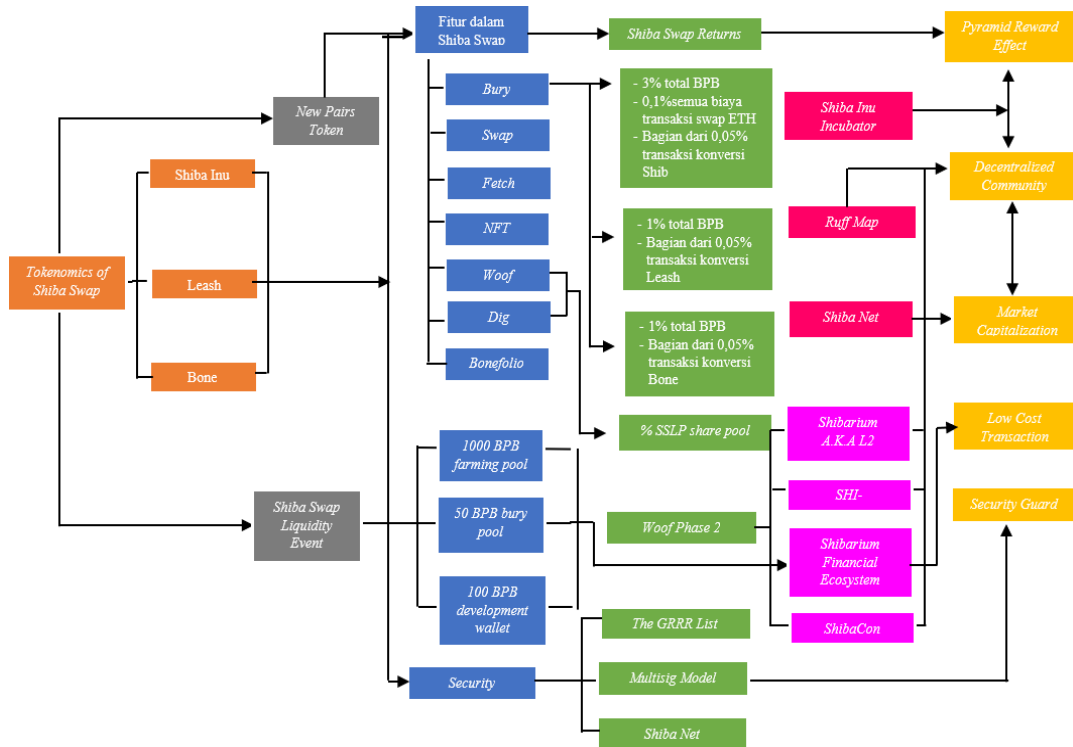 Tokenomics of
Shiba Swap
Shiba Inu
Leash
Bone
New Pairs
Token
Shiba Swap
Liquidity
Event
Fitur dalam
Shiba Swap
Bury
Swap
Fetch
NFT
Woof
Dig
Bonefolio
1000 BPB
farming pool
50 BPB bury
pool
100 BPB
development
wallet
Security
Shiba Swap Returns
- 3% total BPB
- 0,1%semua biaya
transaksi swap ETH
- Bagian dari 0,05%
transaksi konversi
Shib
- 1% total BPB
- Bagian dari 0,05%
transaksi konversi
Leash
- 1% total BPB
- Bagian dari 0,05%
transaksi konversi
Bone
% SSLP share pool
Woof Phase 2
The GRRR List
Multisig Model
Shiba Net
Shiba Inu
Incubator
Ruff Map
Shiba Net
Shibarium
A.K.A L2
SHI-
Shibarium
Financial
Ecosystem
ShibaCon
Pyramid Reward
Effect
Decentralized
Community
Market
Capitalization
Low Cost
Transaction
Security Guard